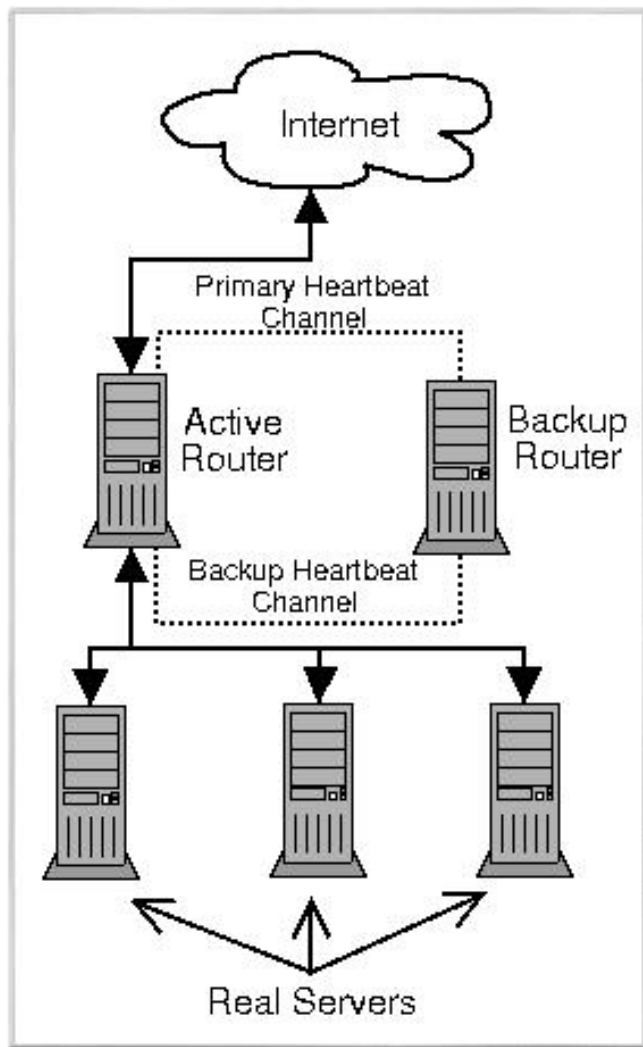 Internet
Primary Heartbeat
Channel
Active
Router
Backup
Router
Backup Heartbeat
Channel
Real Servers